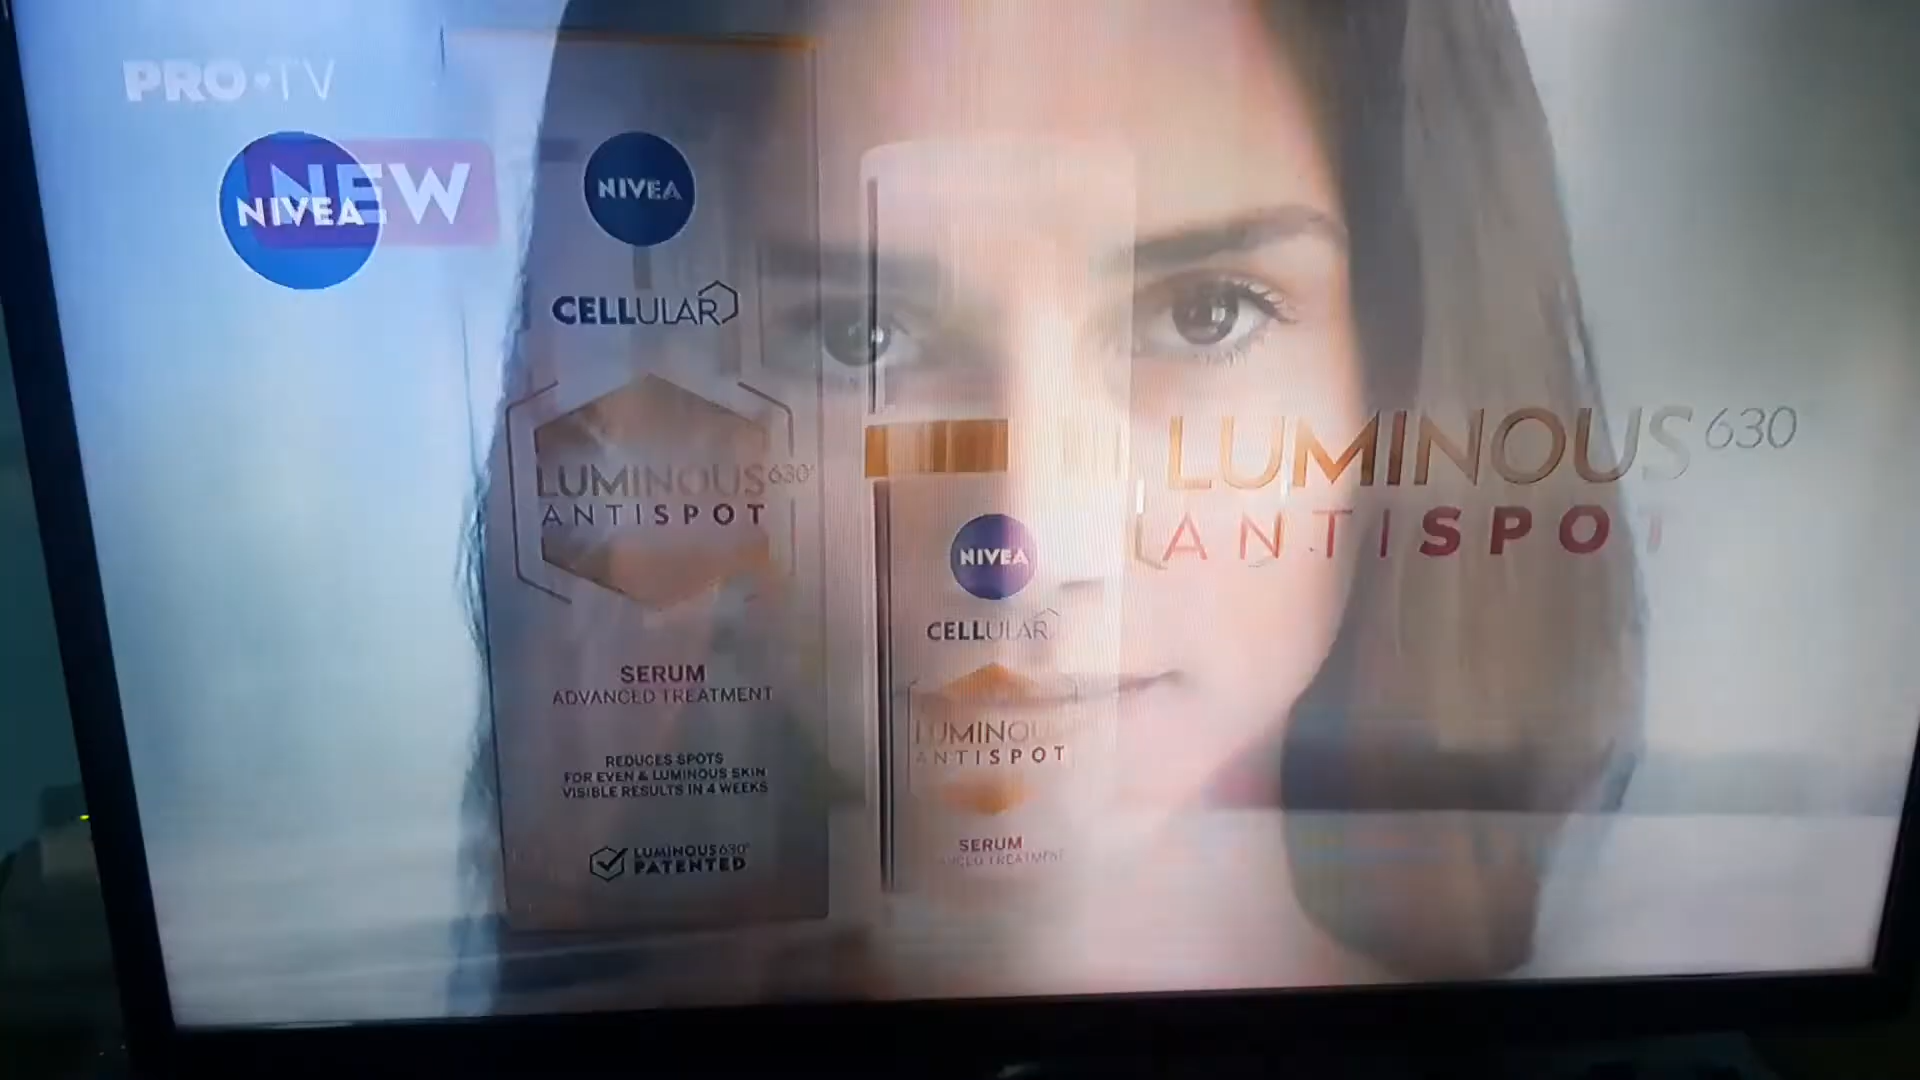 PRO•TV
NEW
NIVEA
NIVEA
CELLULAR
LUMINOUS630®
ANTISPOT
SERUM
ADVANCED TREATMENT
REDUCES SPOTS
FOR EVEN & LUMINOUS SKIN
VISIBLE RESULTS IN 4 WEEKS
LUMINOUS630®
PATENTED
NIVEA
CELLULAR
LUMINOU
ANTISPOT
SERUM
LUMINOUS630
ANTISPOT